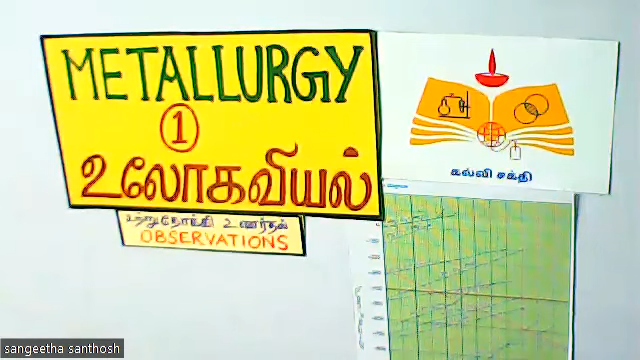 METALLURGY
1
உலோகவியல்
உற்றுநோக்கி உணர்தல்
OBSERVATIONS
கல்வி சக்தி
sangeetha santhosh